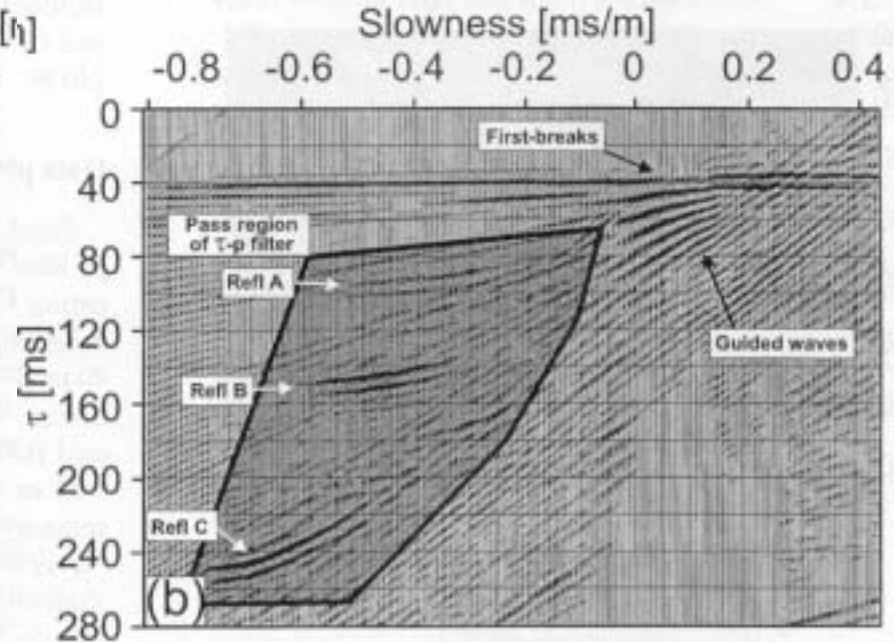 Slowness [ms/m]
-0.8 -0.6 -0.4 -0.2 0 0.2 0.4
0
40
80
120
160
200
240
280
τ [ms]
First-breaks
Pass region
of τ-p filter
Refl A
Guided waves
Refl B
Refl C
(b)